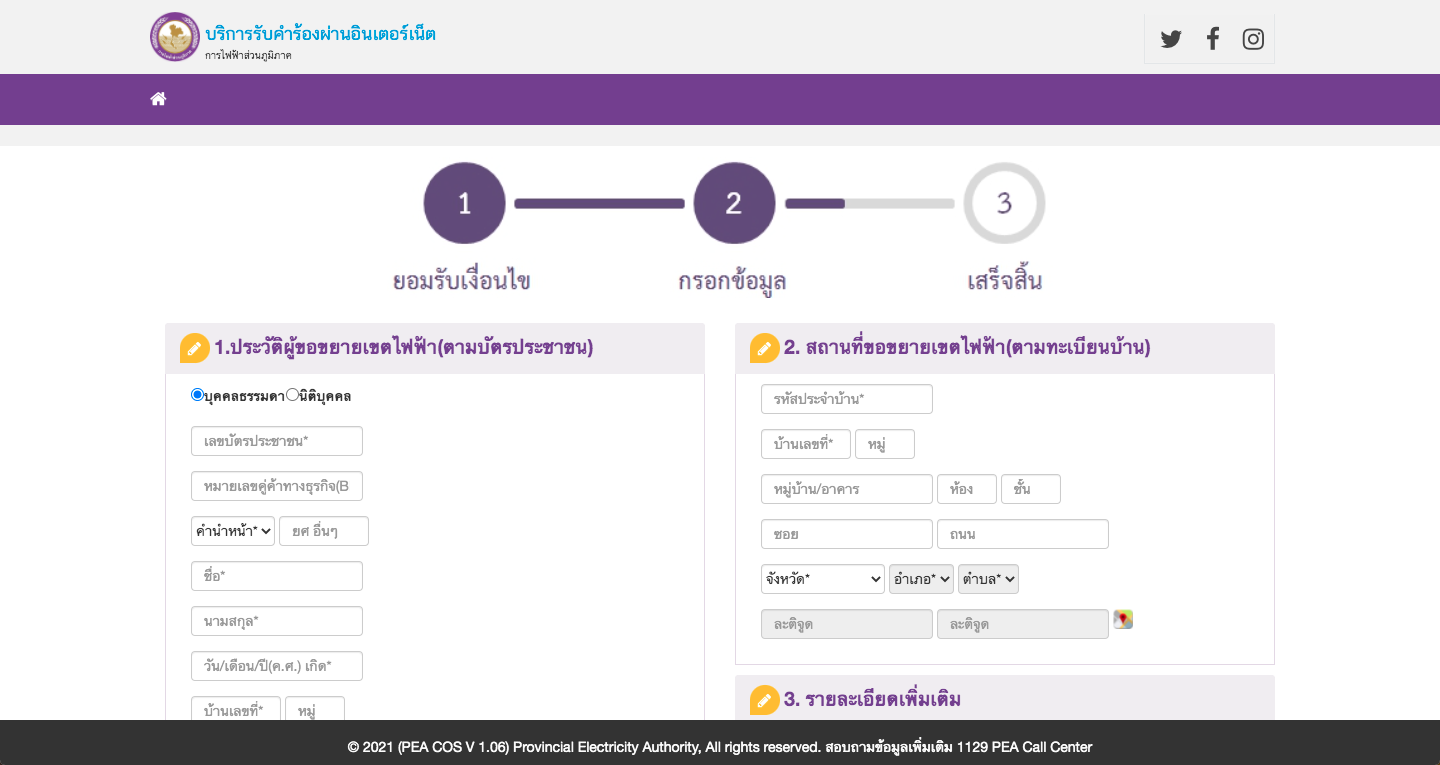 บริการรับคำร้องผ่านอินเตอร์เน็ต
การไฟฟ้าส่วนภูมิภาค
1 2 3
ยอมรับเงื่อนไข กรอกข้อมูล เสร็จสิ้น
1.ประวัติผู้ขอขยายเขตไฟฟ้า(ตามบัตรประชาชน)
บุคคลธรรมดา นิติบุคคล
เลขบัตรประชาชน*
หมายเลขคู่ค้าทางธุรกิจ(B
คำนำหน้า* ยศ อื่นๆ
ชื่อ*
นามสกุล*
วัน/เดือน/ปี(ค.ศ.) เกิด*
บ้านเลขที่* หมู่
2. สถานที่ขอขยายเขตไฟฟ้า(ตามทะเบียนบ้าน)
รหัสประจำบ้าน*
บ้านเลขที่* หมู่
หมู่บ้าน/อาคาร ห้อง ชั้น
ซอย ถนน
จังหวัด* อำเภอ* ตำบล*
ละติจูด ละติจูด
3. รายละเอียดเพิ่มเติม
© 2021 (PEA COS V 1.06) Provincial Electricity Authority, All rights reserved. สอบถามข้อมูลเพิ่มเติม 1129 PEA Call Center